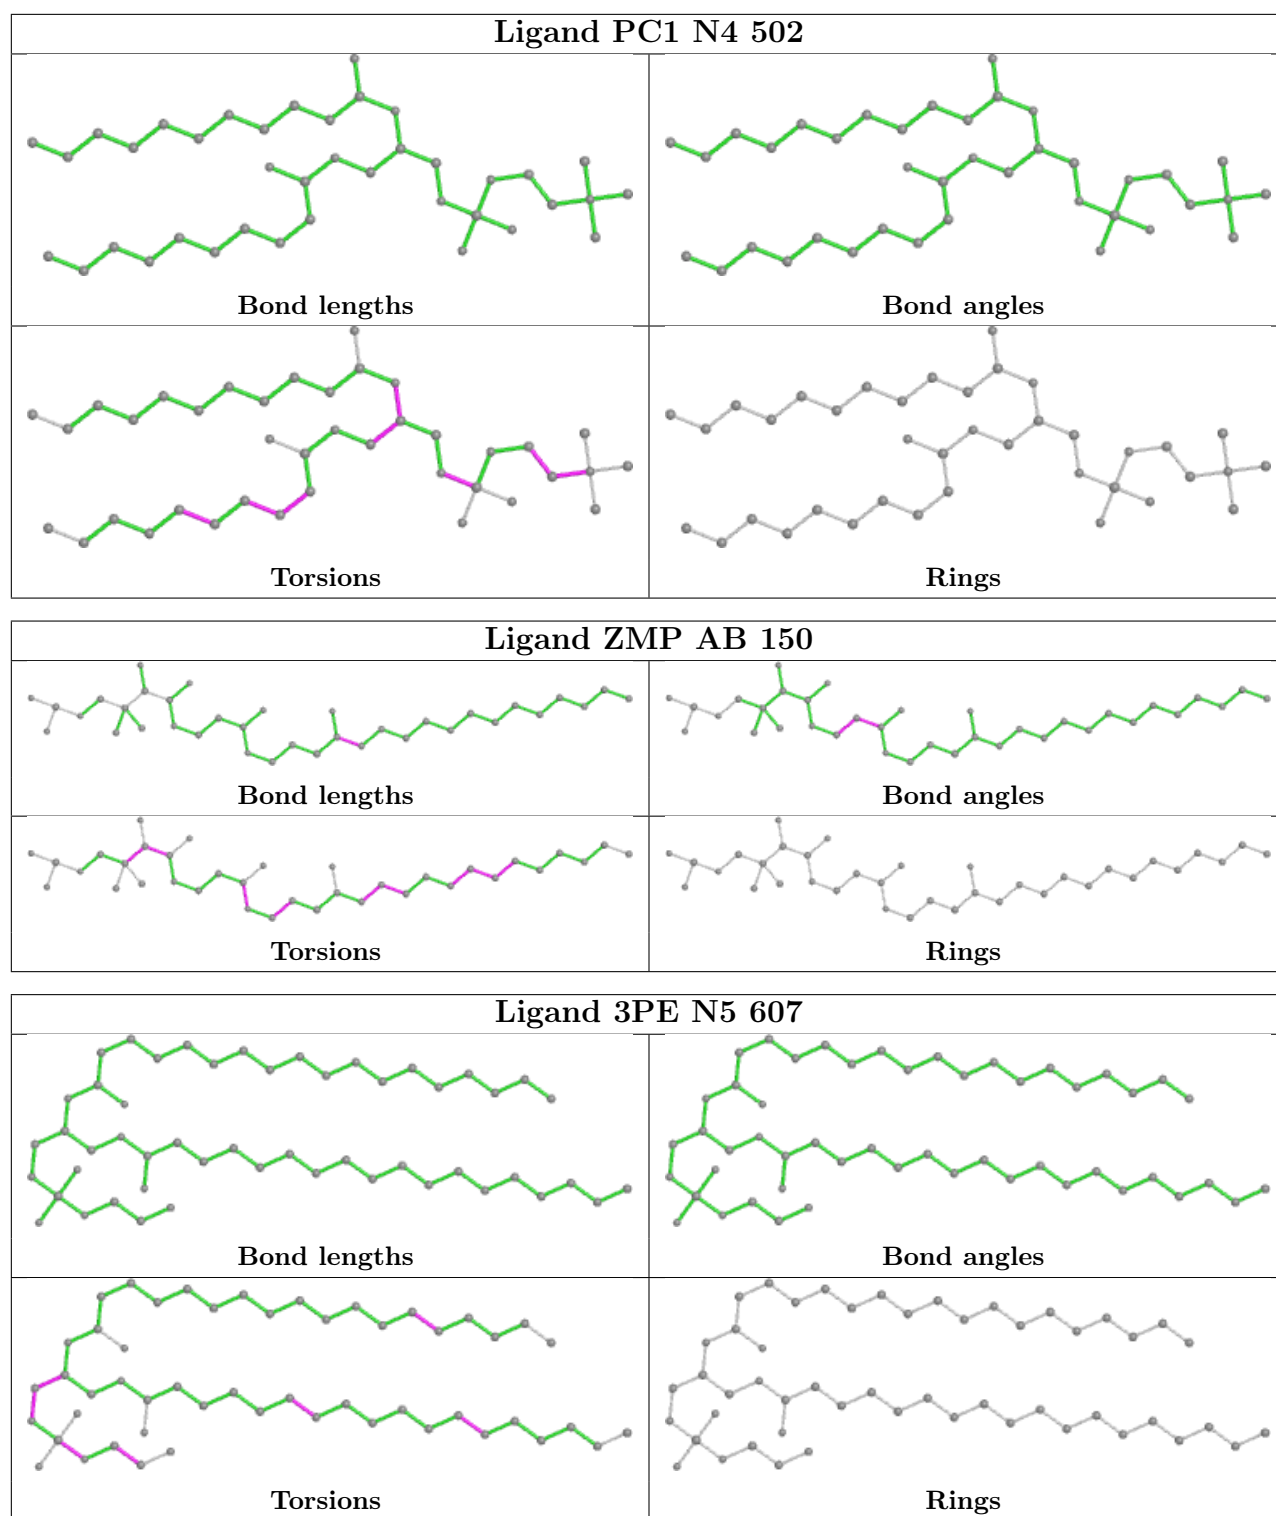 Ligand PC1 N4 502
Bond lengths
Bond angles
Torsions
Rings
Ligand ZMP AB 150
Bond lengths
Bond angles
Torsions
Rings
Ligand 3PE N5 607
Bond lengths
Bond angles
Torsions
Rings